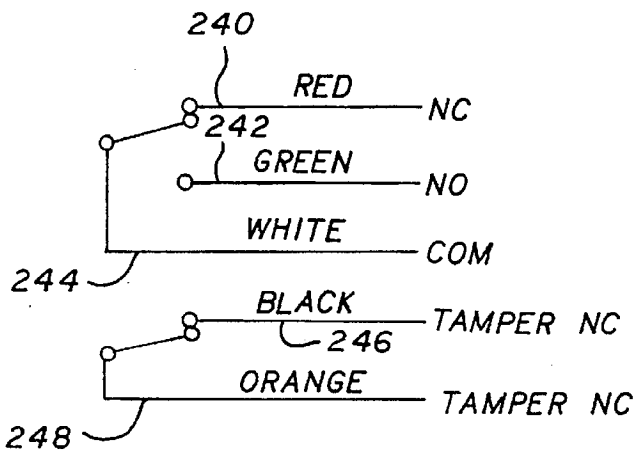 240
RED NC
242
GREEN NO
WHITE COM
244
BLACK TAMPER NC
246
ORANGE TAMPER NC
248